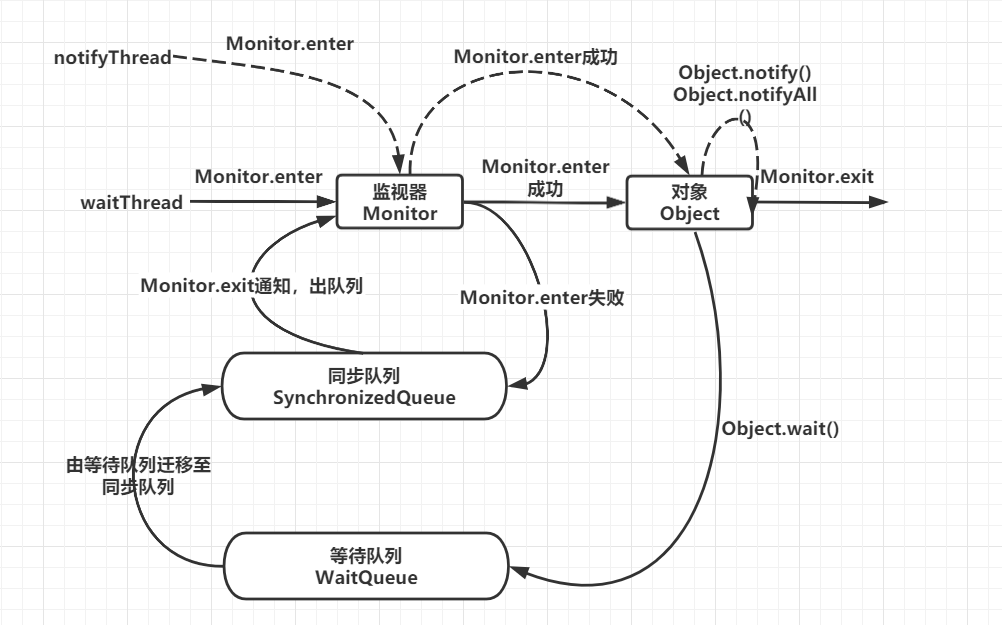 notifyThread
Monitor.enter
Monitor.enter成功
Object.notify()
Object.notifyAll
()
waitThread
Monitor.enter
监视器
Monitor
Monitor.enter
成功
对象
Object
Monitor.exit
Monitor.exit通知，出队列
Monitor.enter失败
同步队列
SynchronizedQueue
Object.wait()
由等待队列迁移至
同步队列
等待队列
WaitQueue